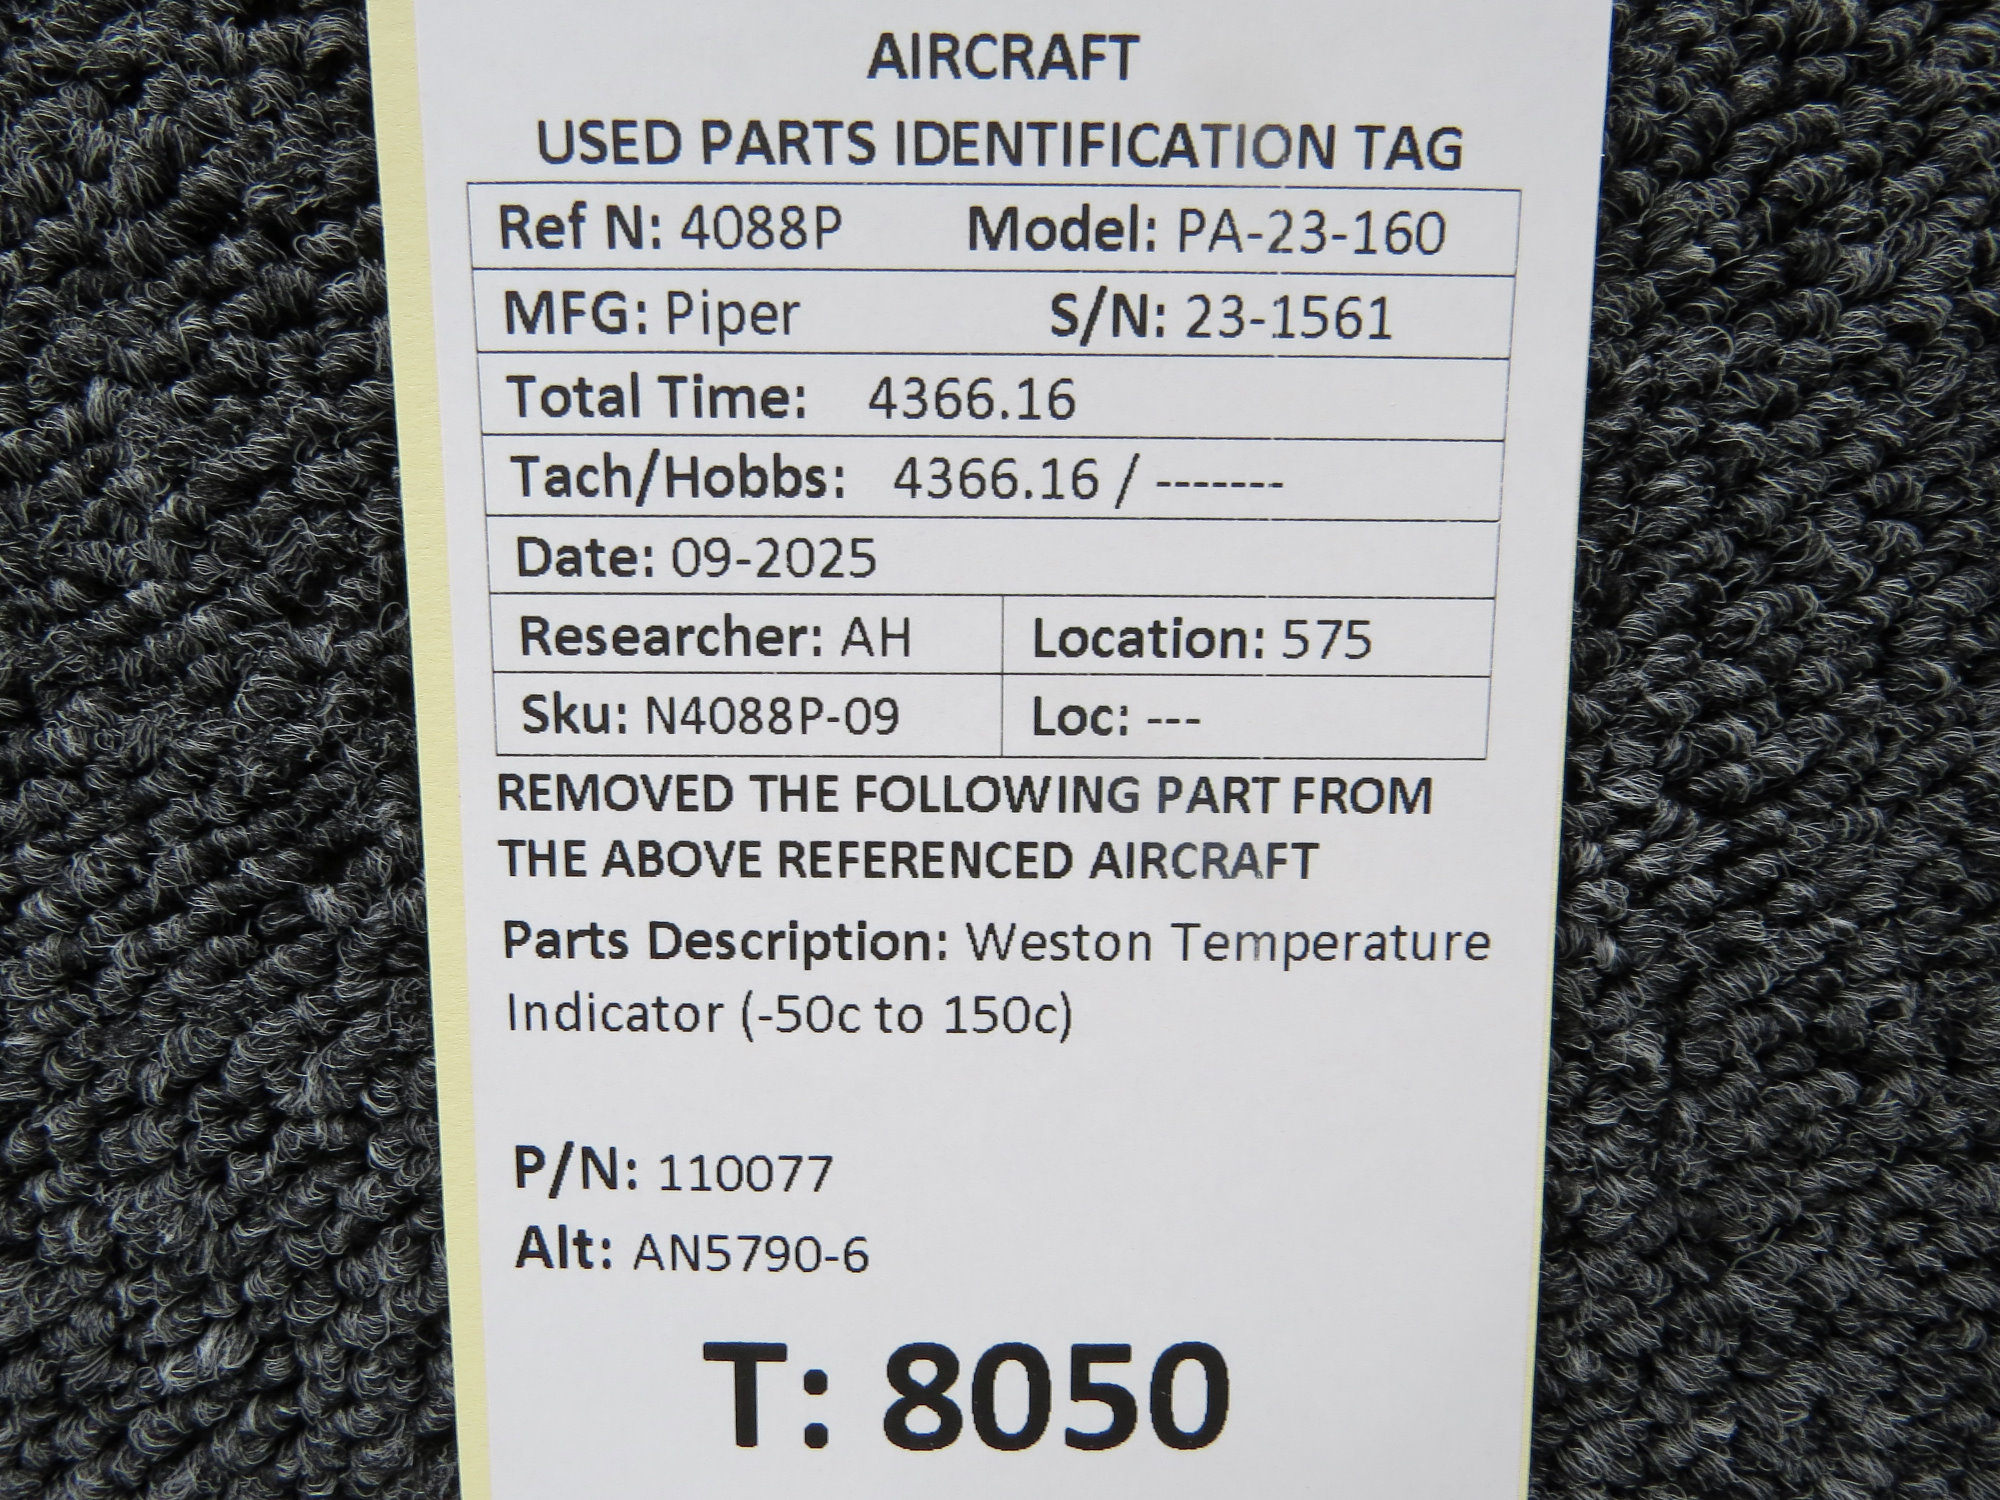 AIRCRAFT
USED PARTS IDENTIFICATION TAG
Ref N: 4088P Model: PA-23-160
MFG: Piper S/N: 23-1561
Total Time: 4366.16
Tach/Hobbs: 4366.16 / -------
Date: 09-2025
Researcher: AH Location: 575
Sku: N4088P-09 Loc: ---
REMOVED THE FOLLOWING PART FROM
THE ABOVE REFERENCED AIRCRAFT
Parts Description: Weston Temperature
Indicator (-50c to 150c)
P/N: 110077
Alt: AN5790-6
T: 8050